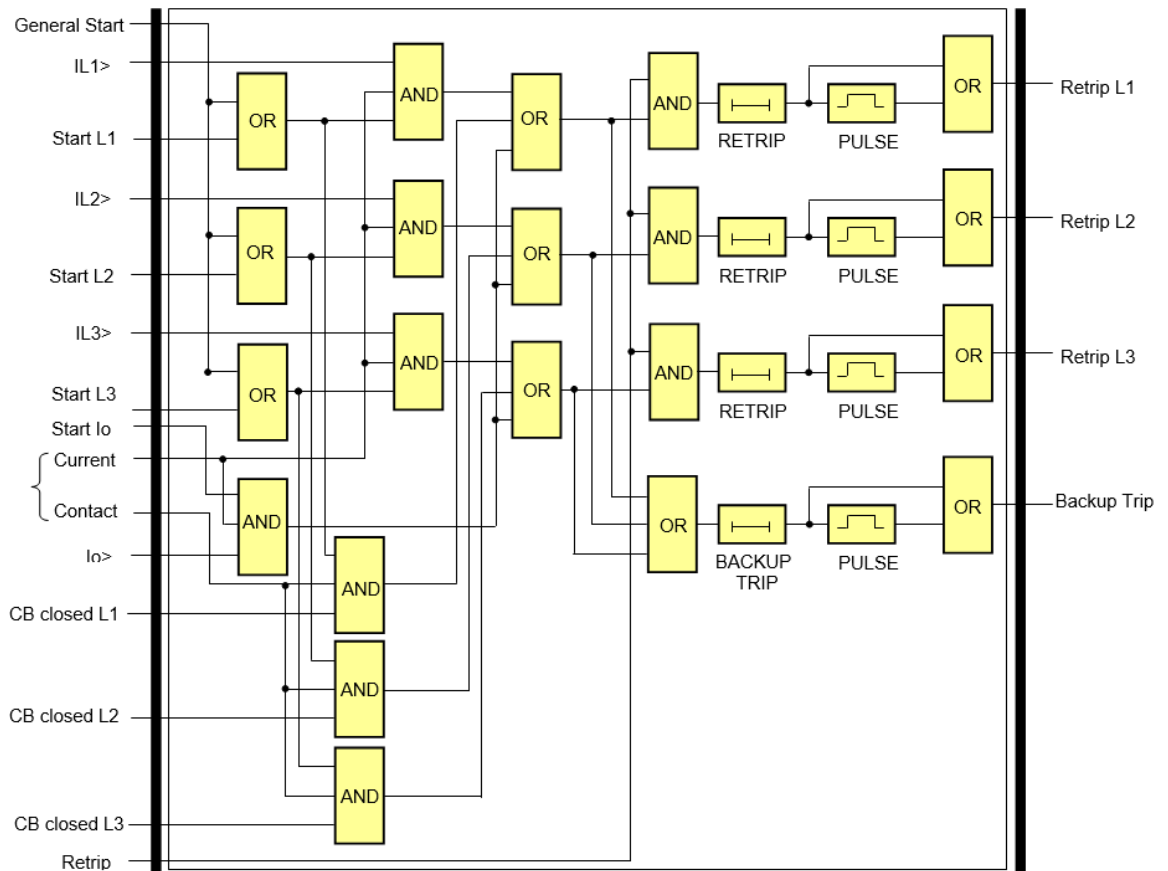 General Start
IL1>
Start L1
IL2>
Start L2
IL3>
Start L3
Start Io
Current
Contact
Io>
CB closed L1
CB closed L2
CB closed L3
Retrip
OR
OR
OR
AND
AND
AND
AND
AND
AND
AND
OR
OR
OR
AND
RETRIP
PULSE
OR
Retrip L1
AND
RETRIP
PULSE
OR
Retrip L2
AND
RETRIP
PULSE
OR
Retrip L3
OR
BACKUP
TRIP
PULSE
OR
Backup Trip